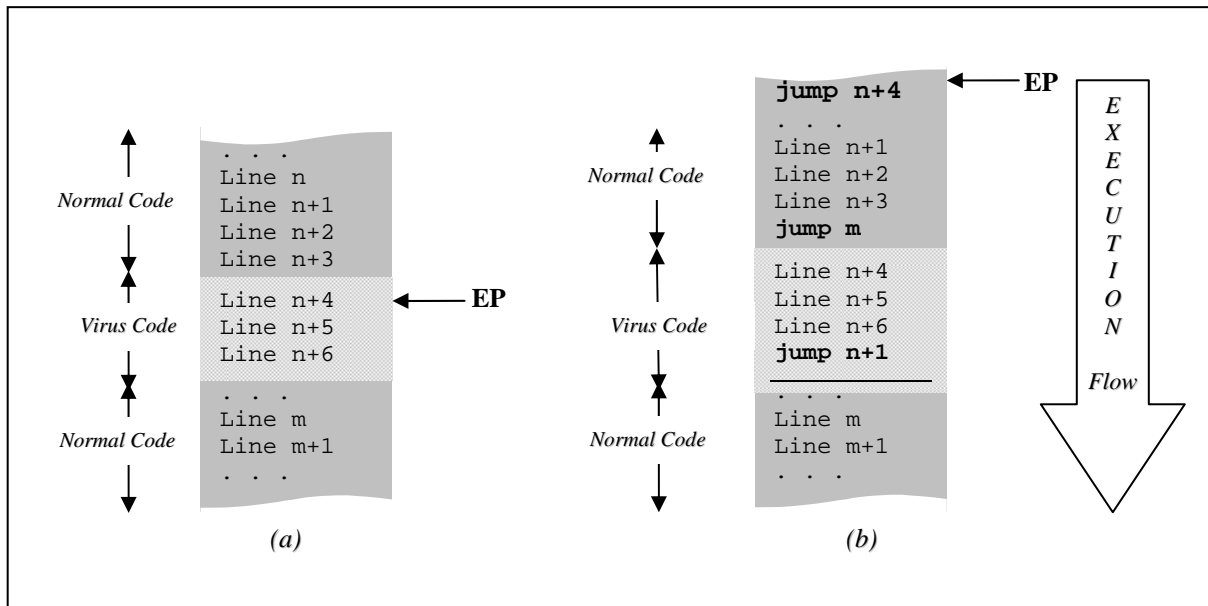 Normal Code
Virus Code
Normal Code
. . .
Line n
Line n+1
Line n+2
Line n+3
Line n+4
Line n+5
Line n+6
. . .
Line m
Line m+1
. . .
EP
(a)
Normal Code
Virus Code
Normal Code
jump n+4
. . .
Line n+1
Line n+2
Line n+3
jump m
Line n+4
Line n+5
Line n+6
jump n+1
. . .
Line m
Line m+1
. . .
EP
(b)
E
X
E
C
U
T
I
O
N
Flow